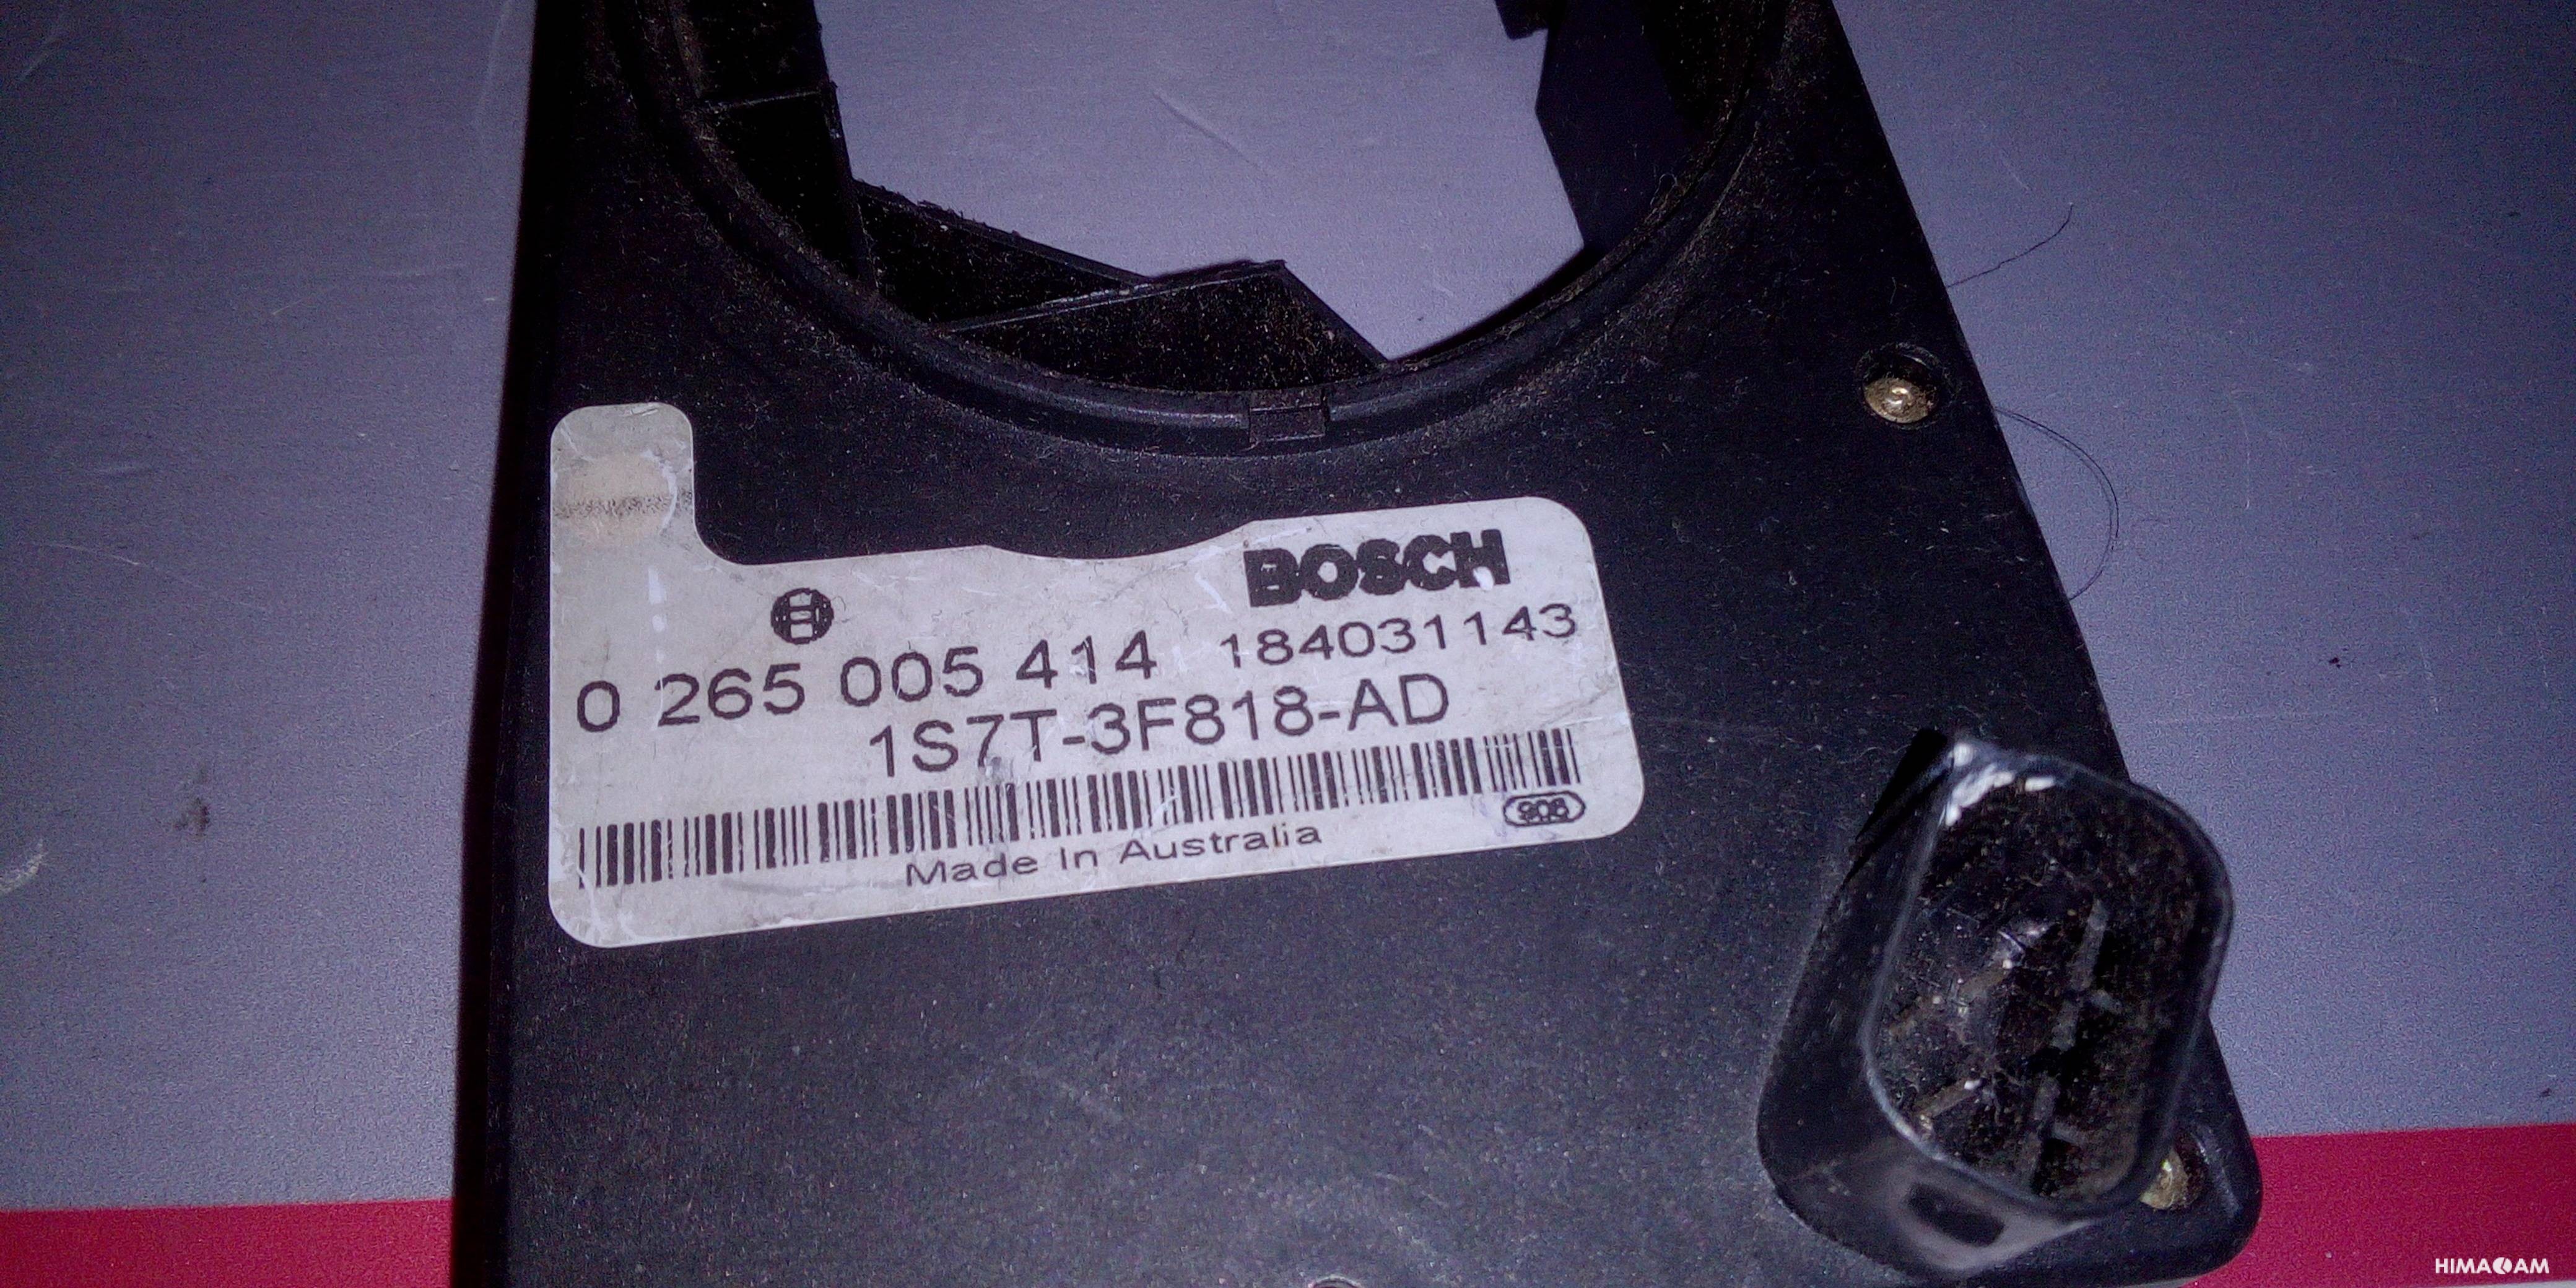 BOSCH
0 265 005 414 184031143
1S7T-3F818-AD
908
Made In Australia
HIMACAM